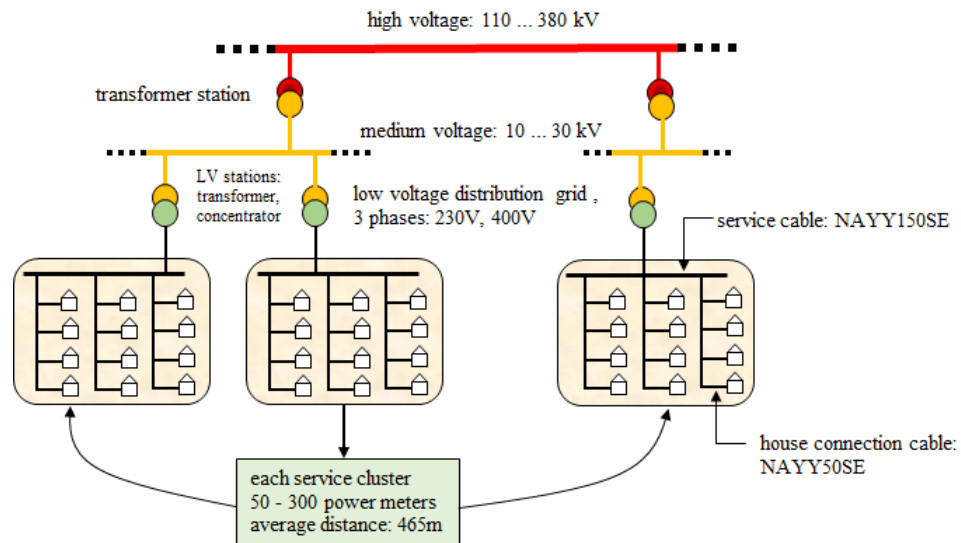 high voltage: 110 ... 380 kV
transformer station
medium voltage: 10 ... 30 kV
LV stations:
transformer,
concentrator
low voltage distribution grid ,
3 phases: 230V, 400V
service cable: NAYY150SE
house connection cable:
NAYY50SE
each service cluster
50 - 300 power meters
average distance: 465m